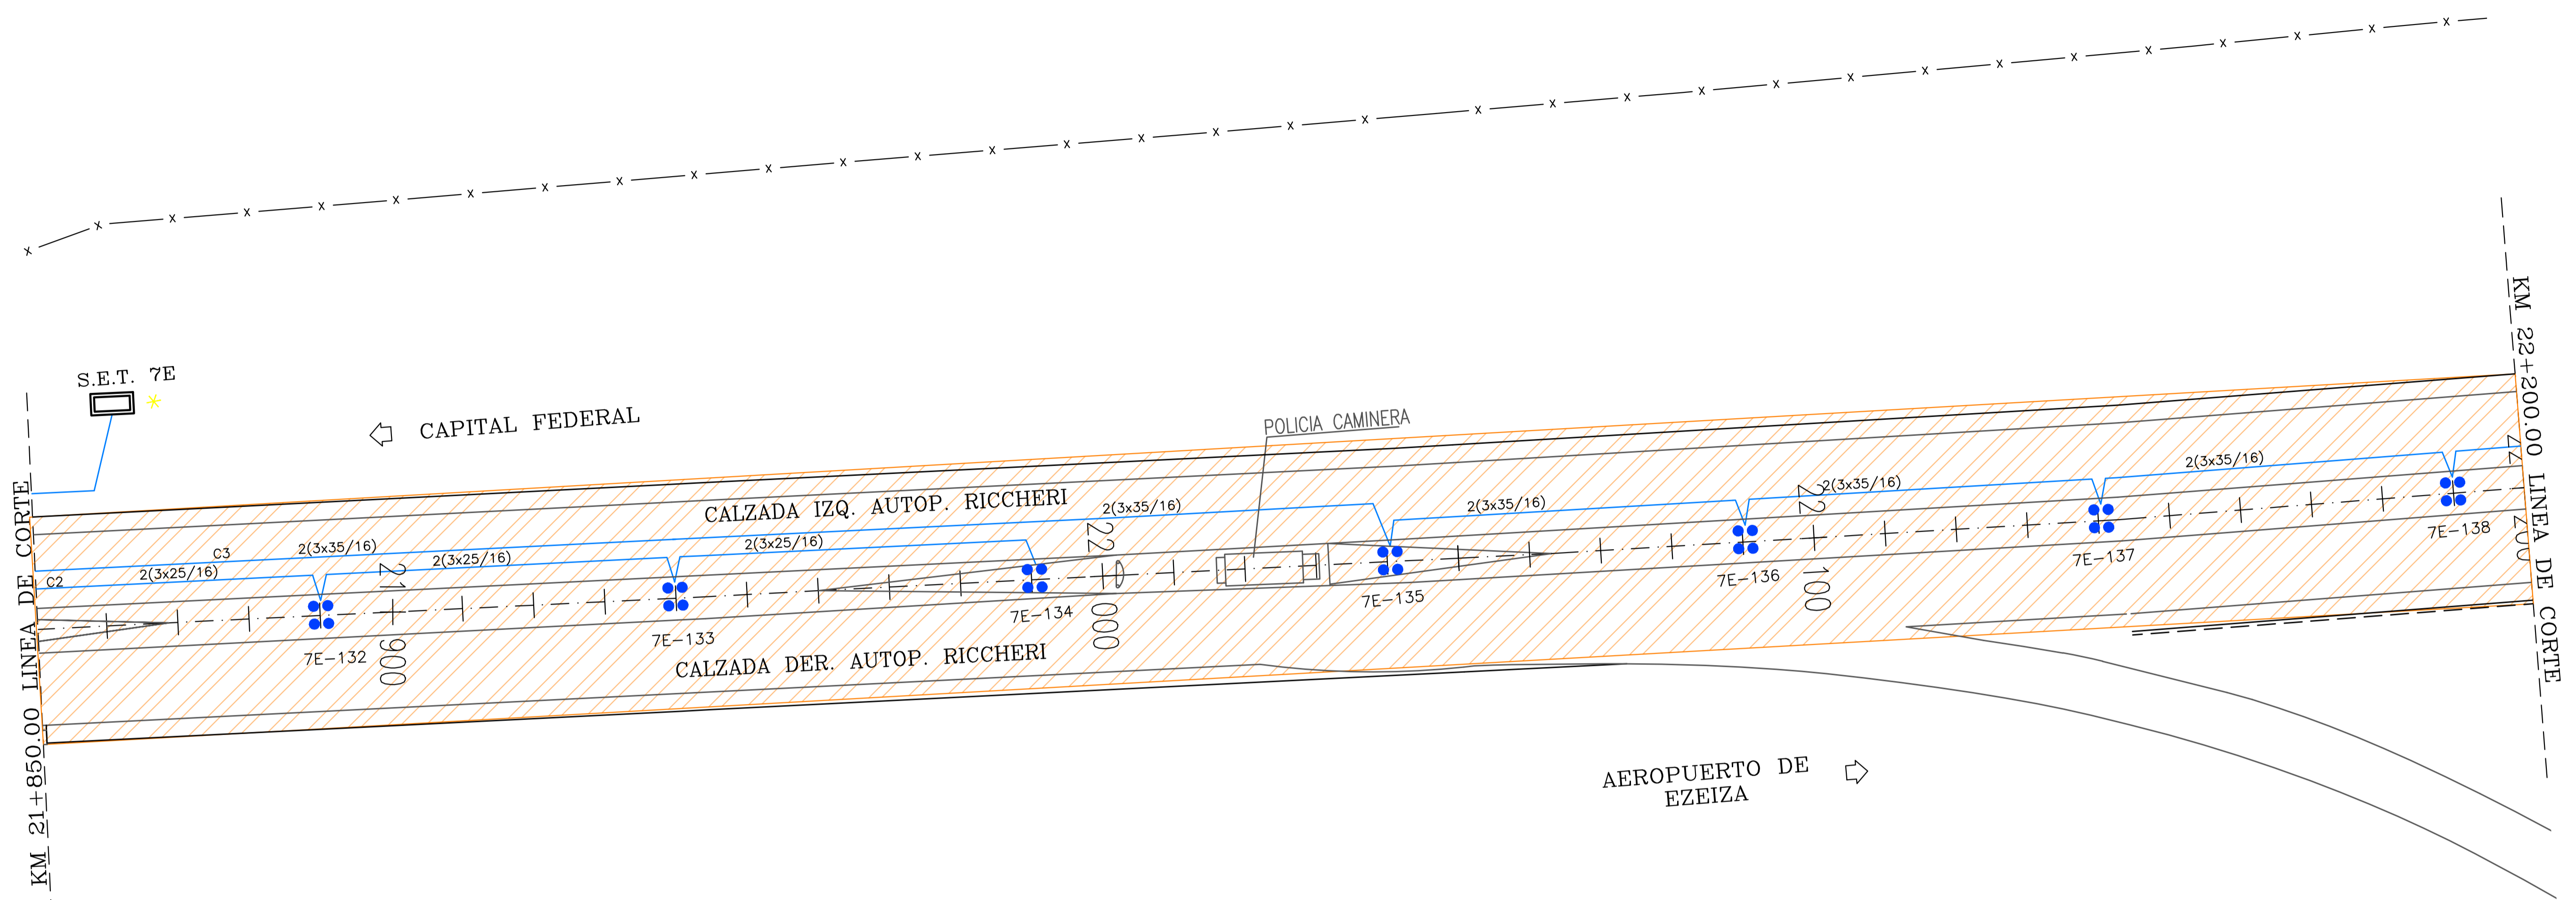 S.E.T. 7E
CAPITAL FEDERAL
POLICIA CAMINERA
KM 22+200.00 LINEA DE CORTE
KM 21+850.00 LINEA DE CORTE
CALZADA IZQ. AUTOP. RICCHERI
C3
2(3x35/16)
2(3x35/16)
2(3x35/16)
2(3x35/16)
2(3x35/16)
C2
2(3x25/16)
2(3x25/16)
2(3x25/16)
21
900
22
000
22
100
200
7E-132
7E-133
7E-134
7E-135
7E-136
7E-137
7E-138
CALZADA DER. AUTOP. RICCHERI
AEROPUERTO DE
EZEIZA